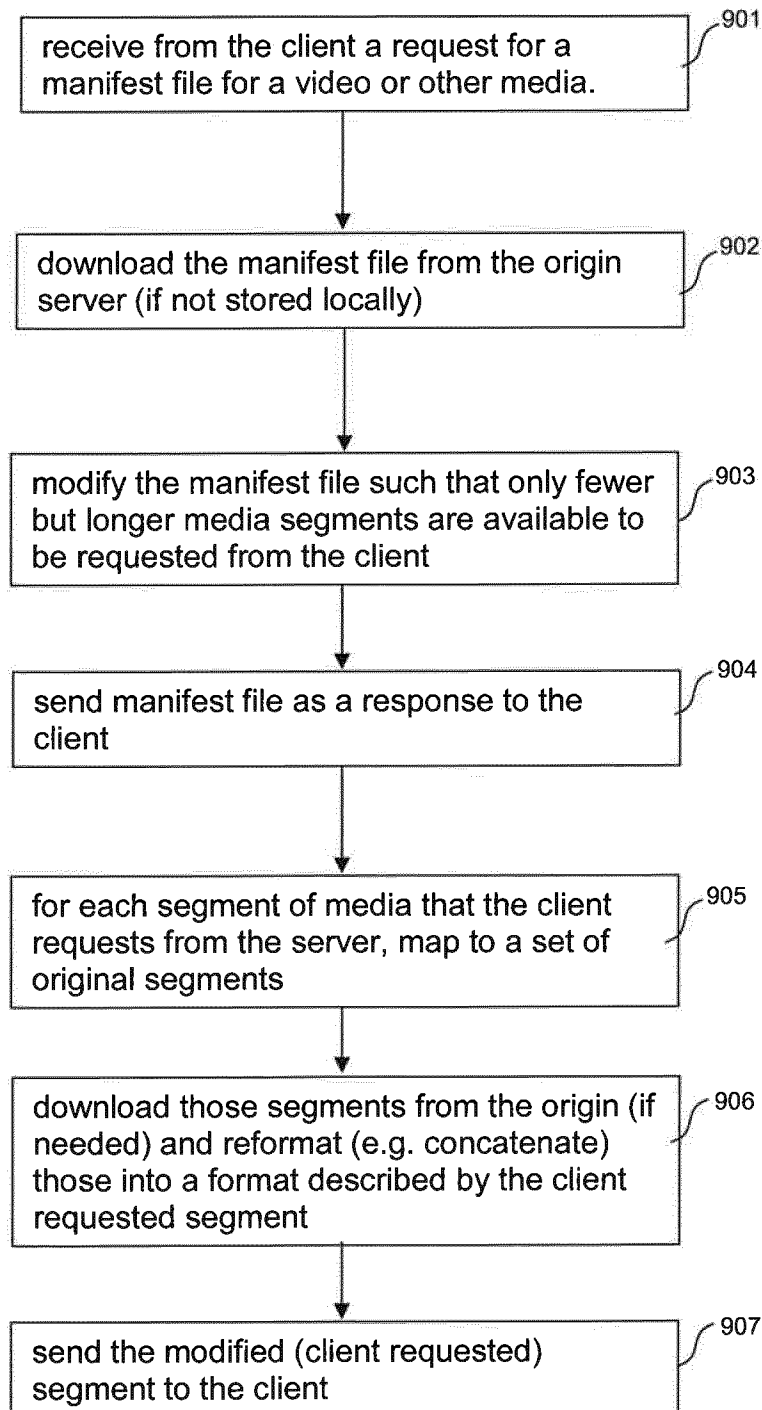 901
receive from the client a request for a
manifest file for a video or other media.
902
download the manifest file from the origin
server (if not stored locally)
903
modify the manifest file such that only fewer
but longer media segments are available to
be requested from the client
904
send manifest file as a response to the
client
905
for each segment of media that the client
requests from the server, map to a set of
original segments
906
download those segments from the origin (if
needed) and reformat (e.g. concatenate)
those into a format described by the client
requested segment
907
send the modified (client requested)
segment to the client